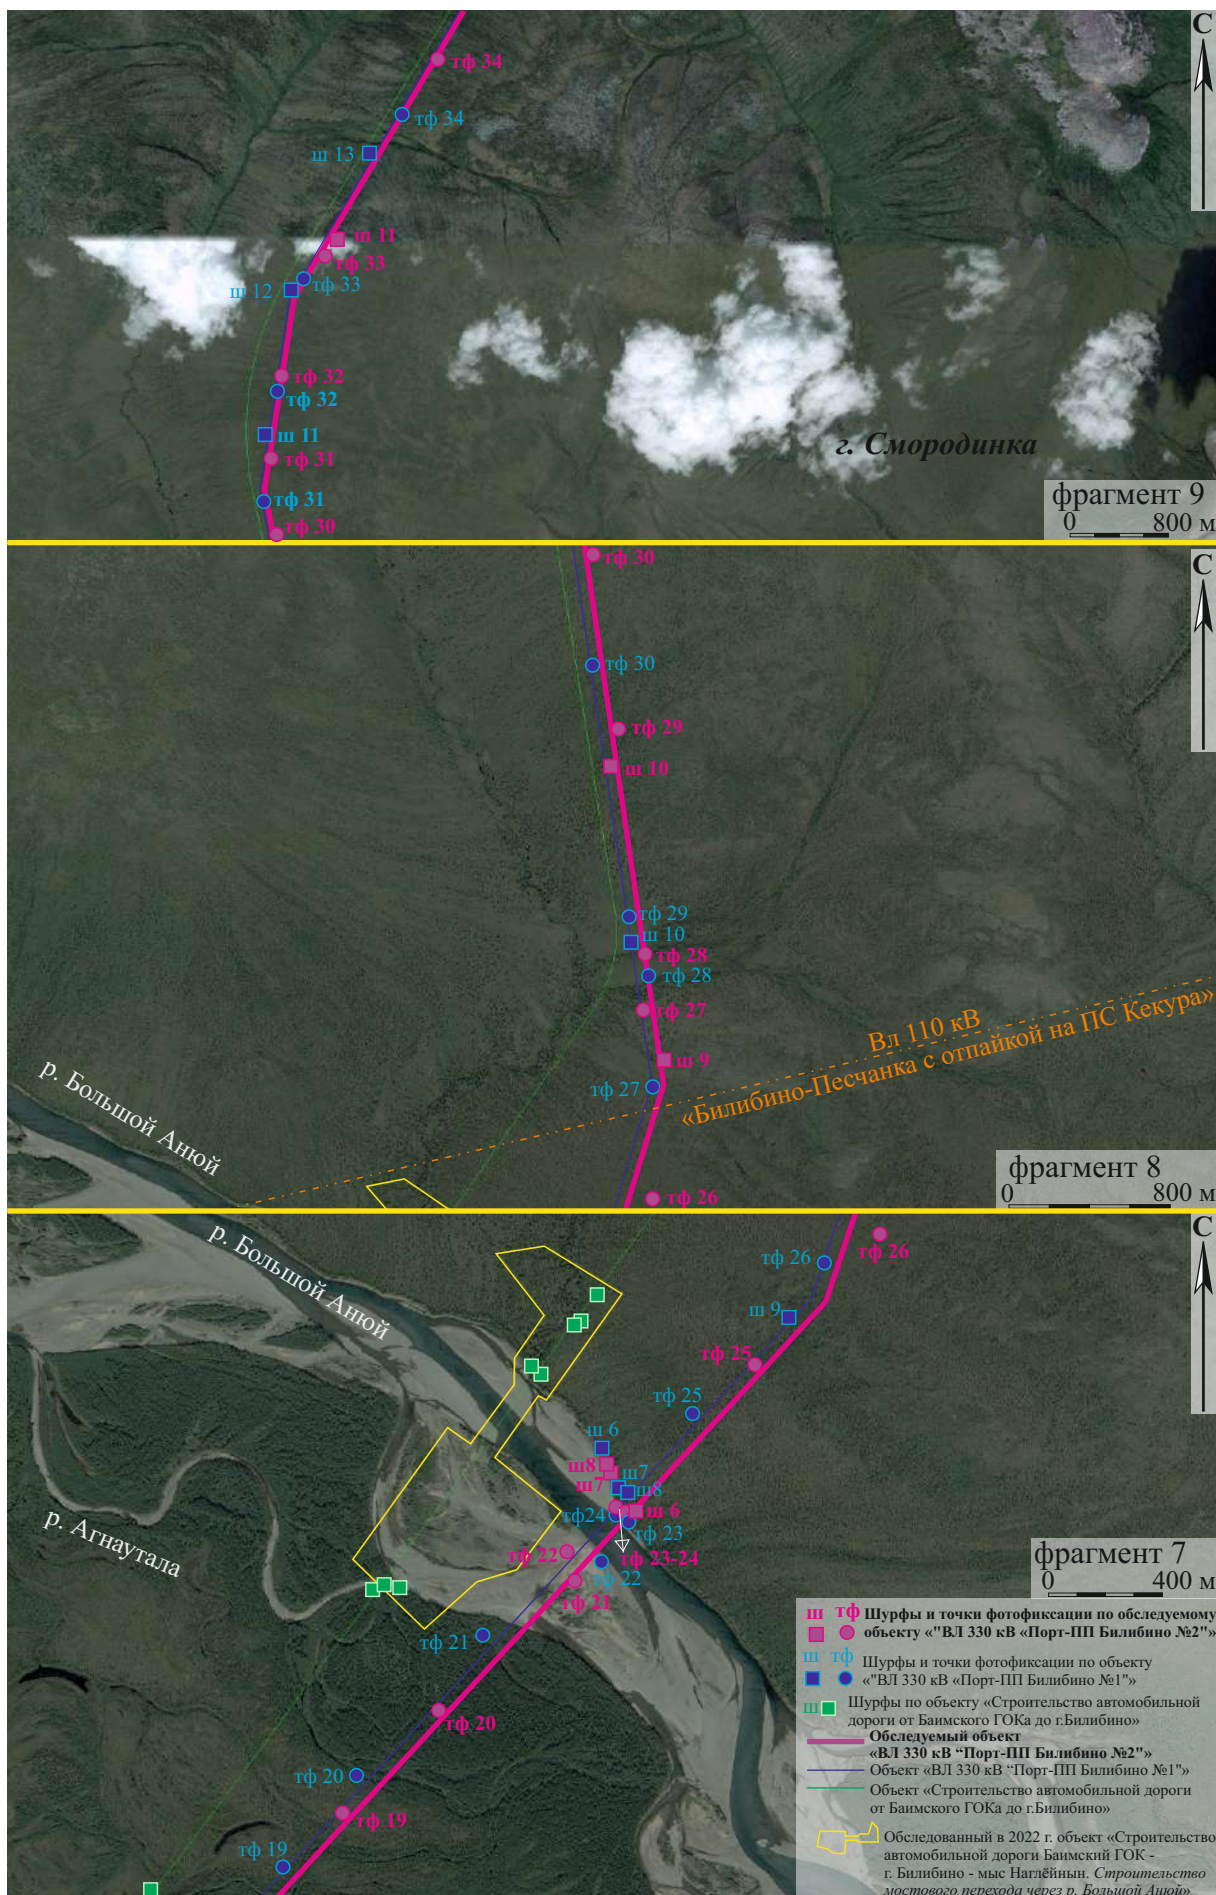 С
тф 34
тф 34
ш 13
ш 11
тф 33
тф 33
ш 12
тф 32
тф 32
ш 11
тф 31
тф 31
тф 30
г. Смородинка
фрагмент 9
0 800 м
С
тф 30
тф 30
тф 29
ш 10
тф 29
ш 10
тф 28
тф 28
тф 27
ш 9
тф 27
Вл 110 кВ
«Билибино-Песчанка с отпайкой на ПС Кекура»
р. Большой Анюй
тф 26
фрагмент 8
0 800 м
С
р. Большой Анюй
тф 26
тф 26
ш 9
тф 25
тф 25
ш 6
ш8
ш7
ш7
ш8
тф24
ш 6
тф 23
тф 22
тф 23-24
тф 22
тф 21
р. Агнаутала
тф 21
тф 20
тф 20
тф 19
тф 19
фрагмент 7
0 400 м
ш тф Шурфы и точки фотофиксации по обследуемому
объекту «"ВЛ 330 кВ «Порт-ПП Билибино №2"»
ш тф Шурфы и точки фотофиксации по объекту
«"ВЛ 330 кВ «Порт-ПП Билибино №1"»
ш Шурфы по объекту «Строительство автомобильной
дороги от Баимского ГОКа до г.Билибино»
Обследуемый объект
«ВЛ 330 кВ “Порт-ПП Билибино №2"»
Объект «ВЛ 330 кВ “Порт-ПП Билибино №1"»
Объект «Строительство автомобильной дороги
от Баимского ГОКа до г.Билибино»
Обследованный в 2022 г. объект «Строительство
автомобильной дороги Баимский ГОК -
г. Билибино - мыс Наглёйнын. Строительство
мостового перехода через р. Большой Анюй»